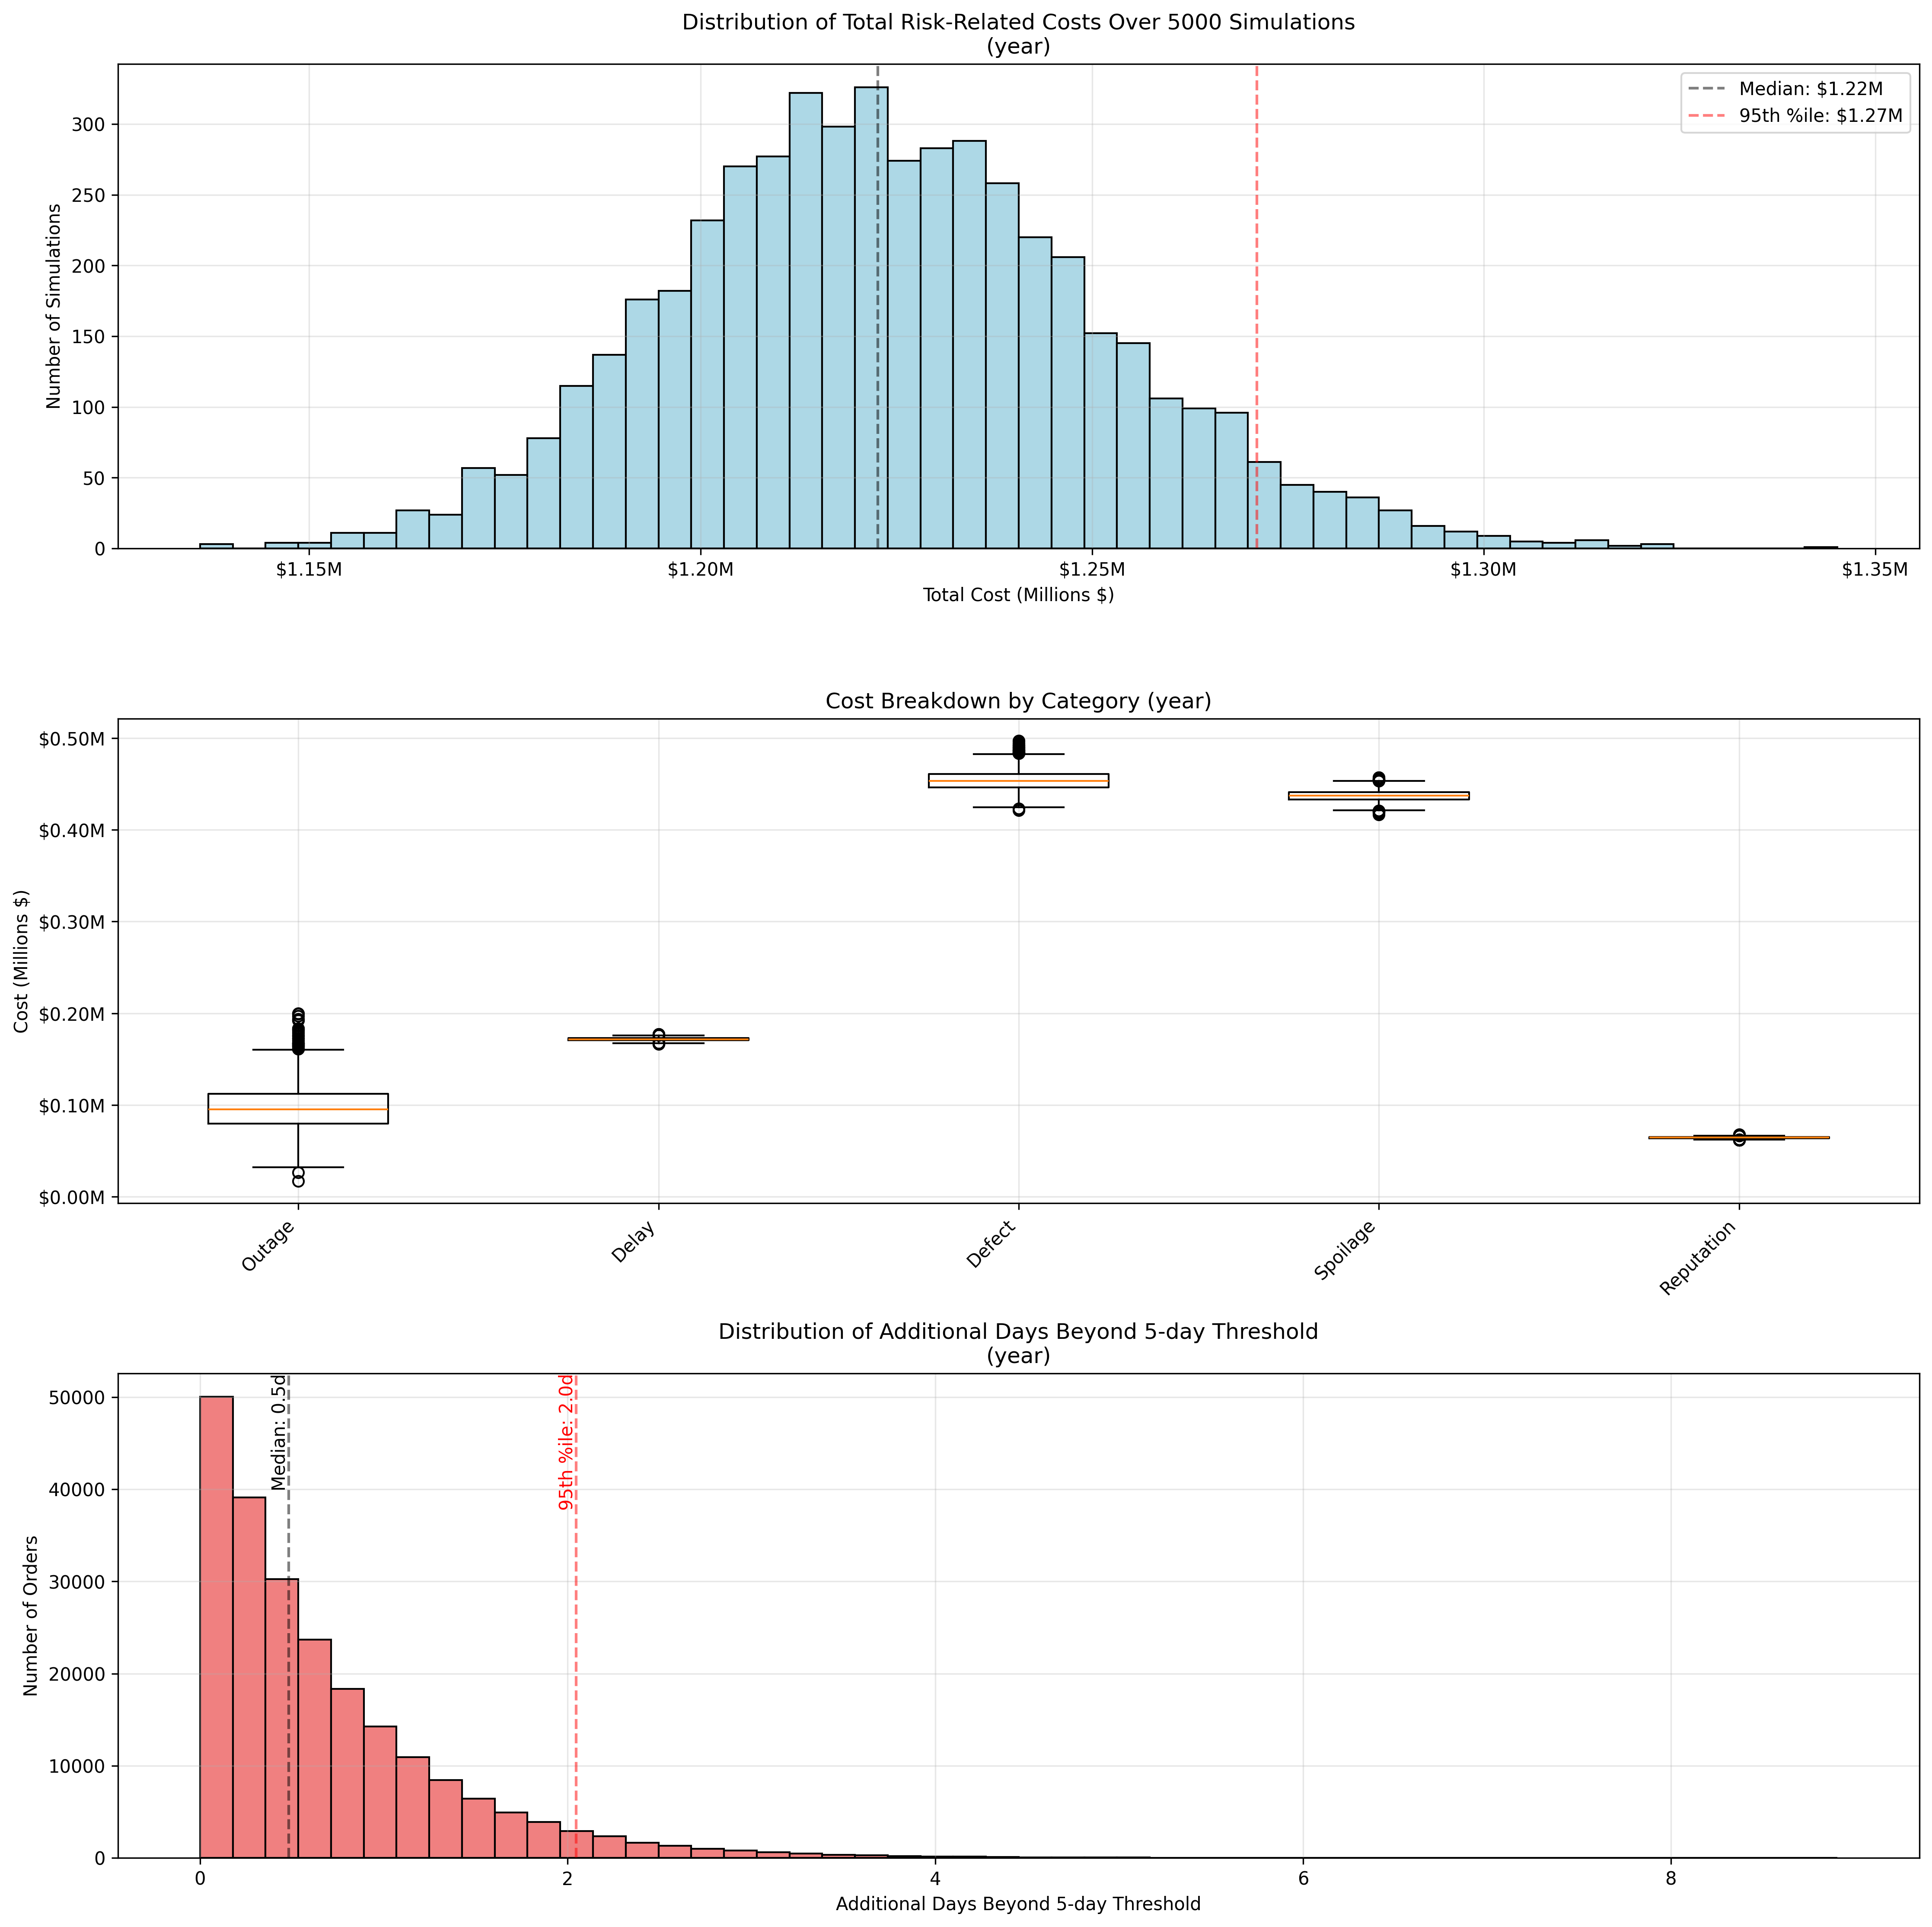 Distribution of Total Risk-Related Costs Over 5000 Simulations
(year)
Median: $1.22M
95th %ile: $1.27M
Number of Simulations
300
250
200
150
100
50
0
$1.15M
$1.20M
$1.25M
$1.30M
$1.35M
Total Cost (Millions $)
Cost Breakdown by Category (year)
Cost (Millions $)
$0.50M
$0.40M
$0.30M
$0.20M
$0.10M
$0.00M
Outage
Delay
Defect
Spoilage
Reputation
Distribution of Additional Days Beyond 5-day Threshold
(year)
Median: 0.5d
95th %ile: 2.0d
Number of Orders
50000
40000
30000
20000
10000
0
0
2
4
6
8
Additional Days Beyond 5-day Threshold